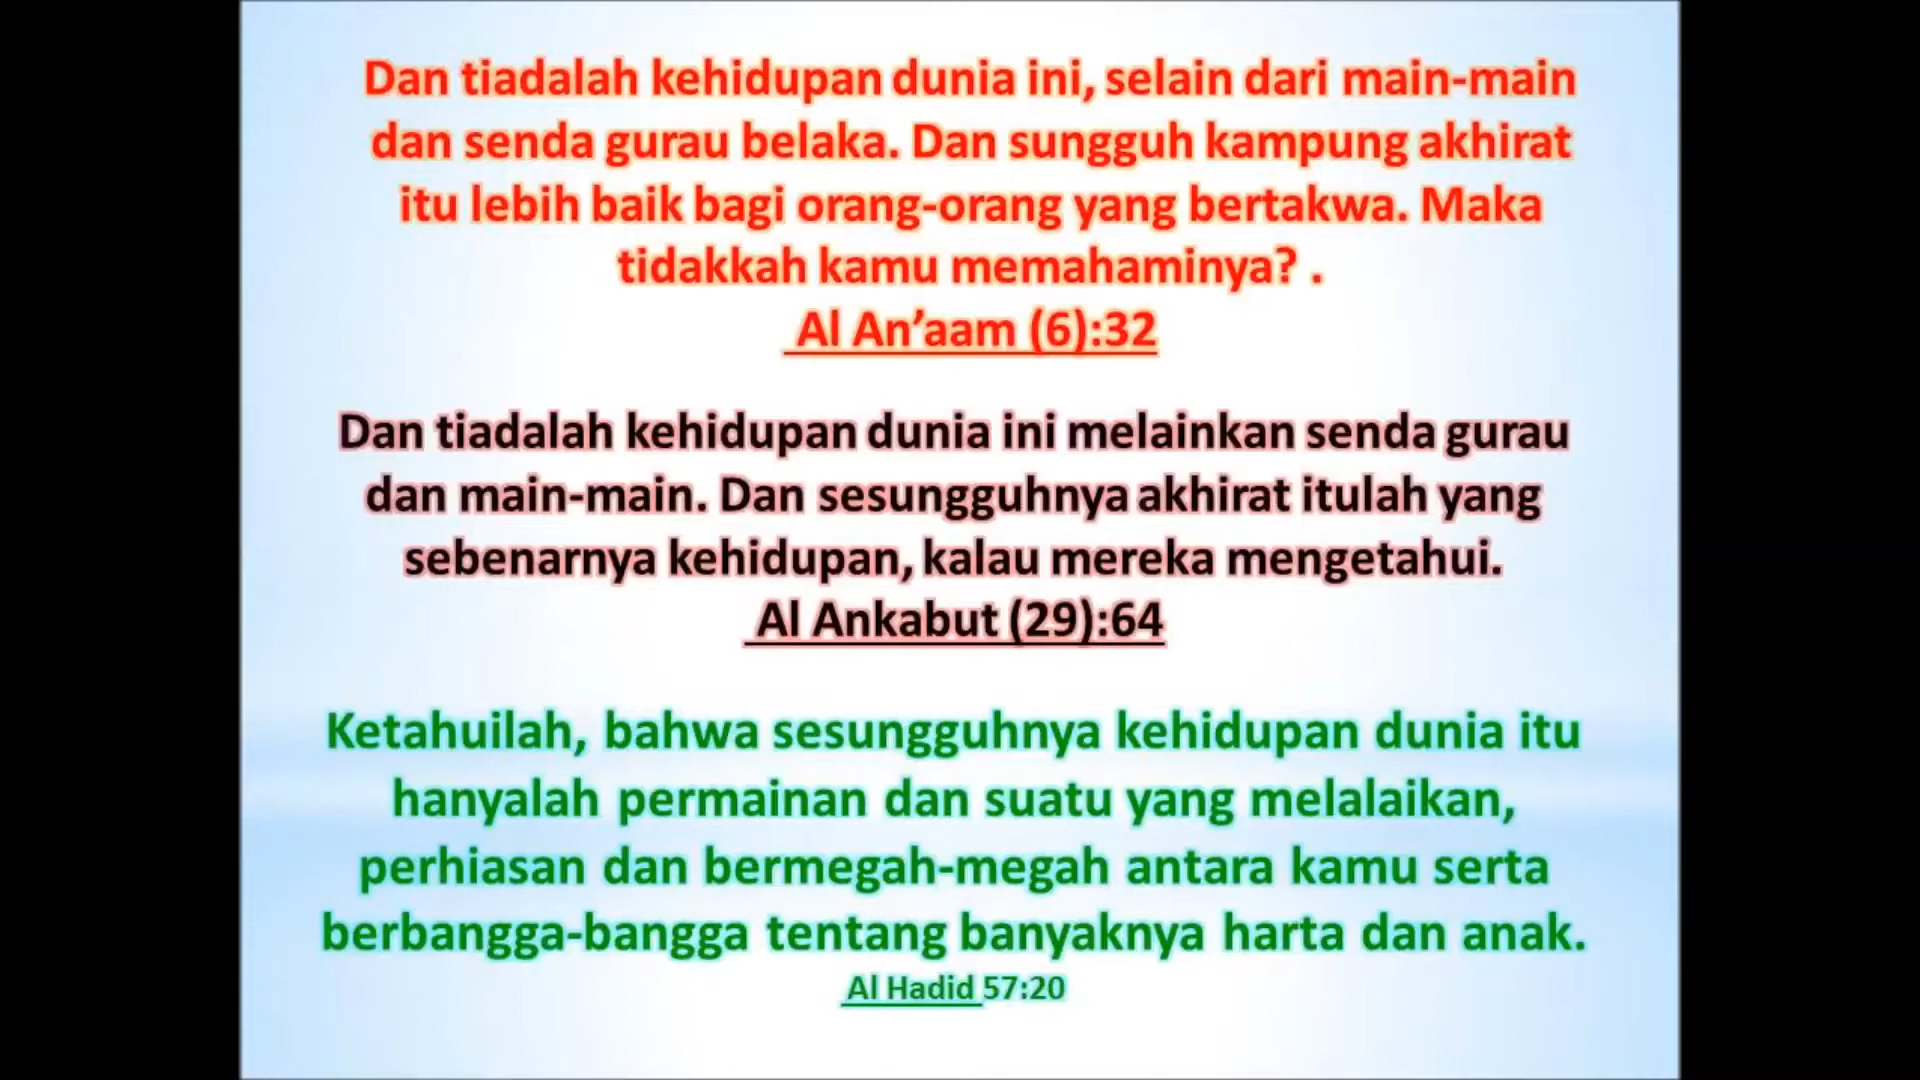 Dan tiadalah kehidupan dunia ini, selain dari main-main
dan senda gurau belaka. Dan sungguh kampung akhirat
itu lebih baik bagi orang-orang yang bertakwa. Maka
tidakkah kamu memahaminya? .
Al An’aam (6):32
Dan tiadalah kehidupan dunia ini melainkan senda gurau
dan main-main. Dan sesungguhnya akhirat itulah yang
sebenarnya kehidupan, kalau mereka mengetahui.
Al Ankabut (29):64
Ketahuilah, bahwa sesungguhnya kehidupan dunia itu
hanyalah permainan dan suatu yang melalaikan,
perhiasan dan bermegah-megah antara kamu serta
berbangga-bangga tentang banyaknya harta dan anak.
Al Hadid 57:20